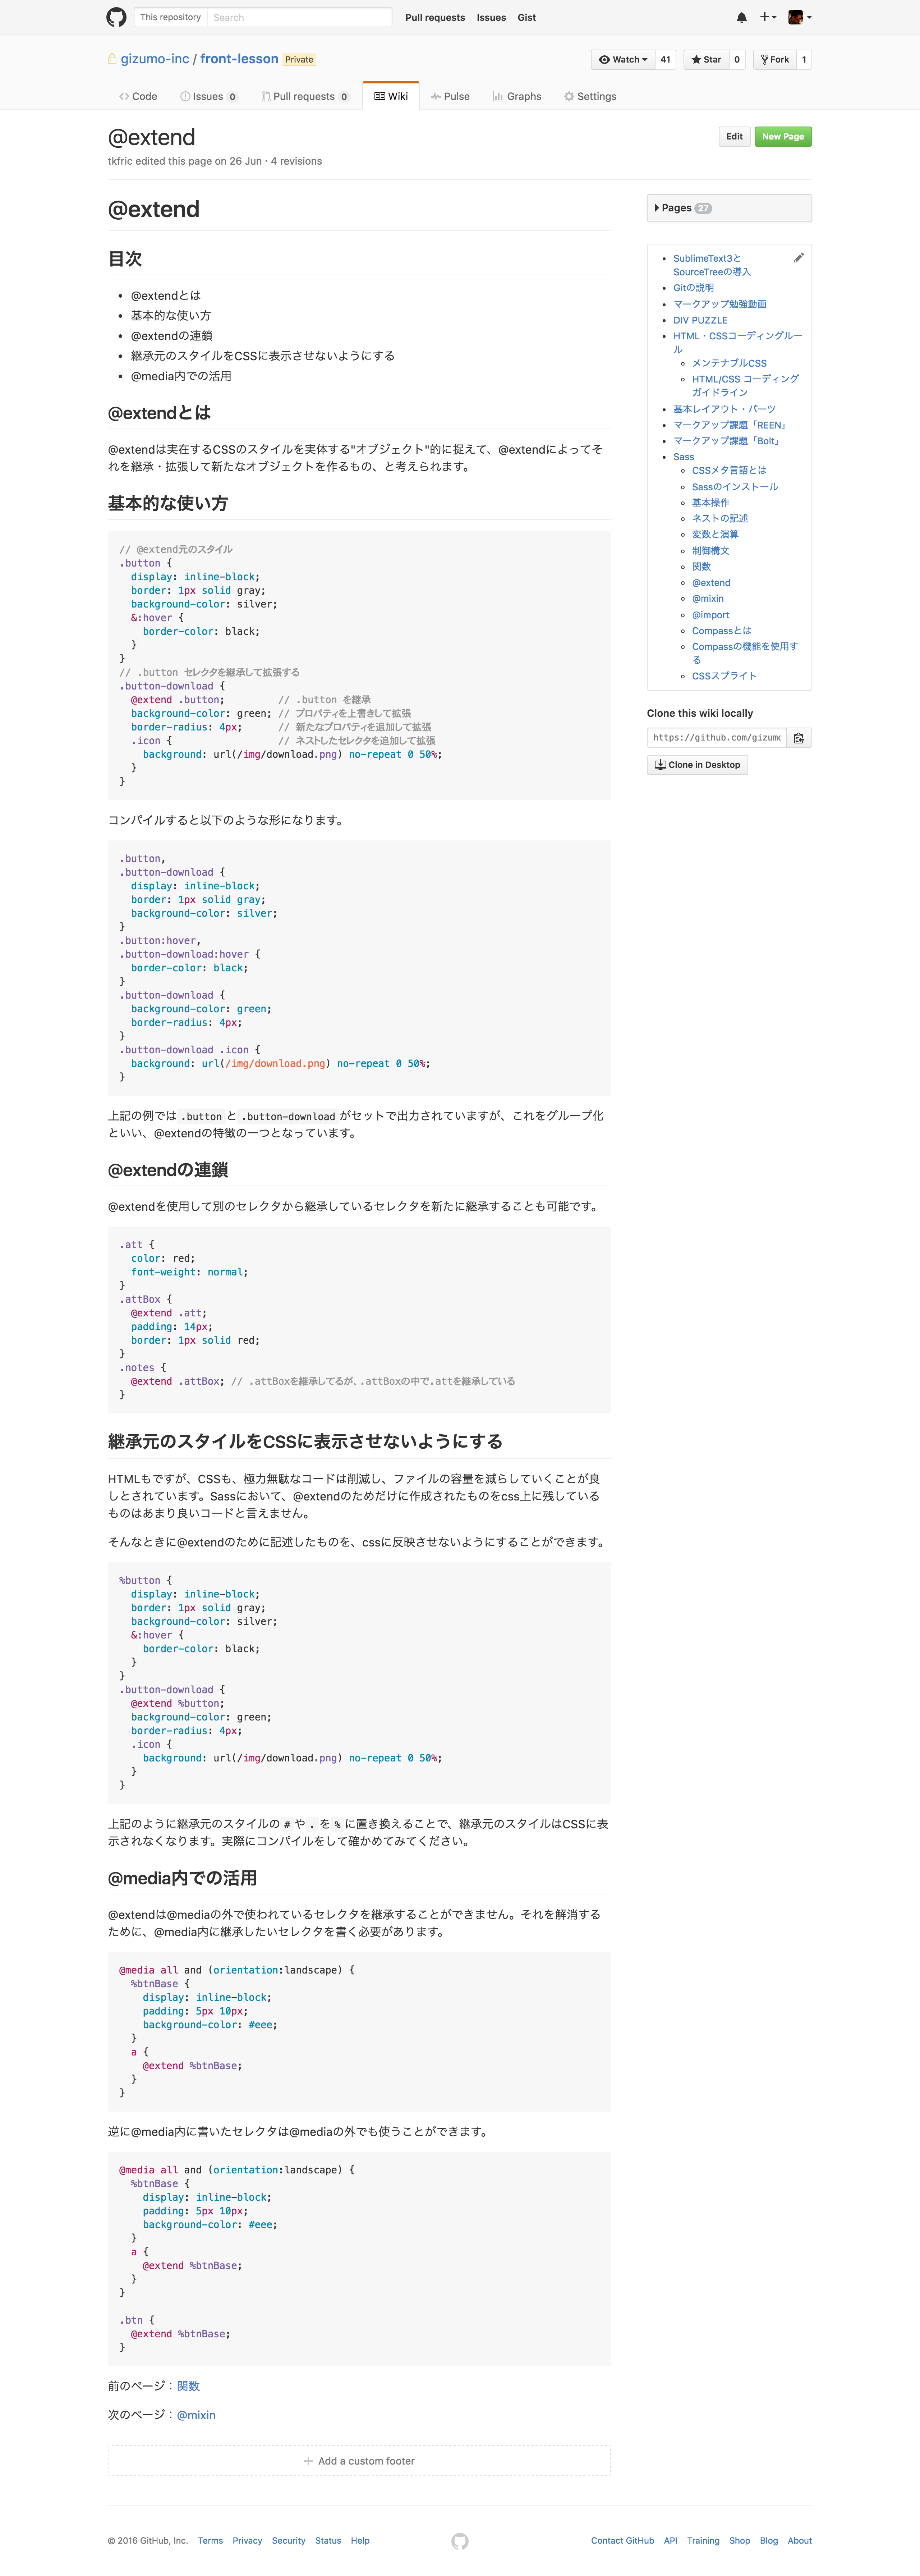 This repository Search Pull requests Issues Gist
gizumo-inc / front-lesson Private Watch 41 Star 0 Fork 1
Code Issues 0 Pull requests 0 Wiki Pulse Graphs Settings
@extend
Edit New Page
tkfric edited this page on 26 Jun · 4 revisions
@extend
目次
@extendとは
基本的な使い方
@extendの連鎖
継承元のスタイルをCSSに表示させないようにする
@media内での活用
@extendとは
@extendは実在するCSSのスタイルを実体する"オブジェクト"的に捉えて、@extendによってそ
れを継承・拡張して新たなオブジェクトを作るもの、と考えられます。
基本的な使い方
// @extend元のスタイル
.button {
  display: inline-block;
  border: 1px solid gray;
  background-color: silver;
  &:hover {
    border-color: black;
  }
}
// .button セレクタを継承して拡張する
.button-download {
  @extend .button;         // .button を継承
  background-color: green; // プロパティを上書きして拡張
  border-radius: 4px;      // 新たなプロパティを追加して拡張
  .icon {                  // ネストしたセレクタを追加して拡張
    background: url(/img/download.png) no-repeat 0 50%;
  }
}
コンパイルすると以下のような形になります。
.button,
.button-download {
  display: inline-block;
  border: 1px solid gray;
  background-color: silver;
}
.button:hover,
.button-download:hover {
  border-color: black;
}
.button-download {
  background-color: green;
  border-radius: 4px;
}
.button-download .icon {
  background: url(/img/download.png) no-repeat 0 50%;
}
上記の例では .button と .button-download がセットで出力されていますが、これをグループ化
といい、@extendの特徴の一つとなっています。
@extendの連鎖
@extendを使用して別のセレクタから継承しているセレクタを新たに継承することも可能です。
.att {
  color: red;
  font-weight: normal;
}
.attBox {
  @extend .att;
  padding: 14px;
  border: 1px solid red;
}
.notes {
  @extend .attBox; // .attBoxを継承してるが、.attBoxの中で.attを継承している
}
継承元のスタイルをCSSに表示させないようにする
HTMLもですが、CSSも、極力無駄なコードは削減し、ファイルの容量を減らしていくことが良
しとされています。Sassにおいて、@extendのためだけに作成されたものをcss上に残している
ものはあまり良いコードと言えません。
そんなときに@extendのために記述したものを、cssに反映させないようにすることができます。
%button {
  display: inline-block;
  border: 1px solid gray;
  background-color: silver;
  &:hover {
    border-color: black;
  }
}
.button-download {
  @extend %button;
  background-color: green;
  border-radius: 4px;
  .icon {
    background: url(/img/download.png) no-repeat 0 50%;
  }
}
上記のように継承元のスタイルの # や . を % に置き換えることで、継承元のスタイルはCSSに表
示されなくなります。実際にコンパイルをして確かめてみてください。
@media内での活用
@extendは@mediaの外で使われているセレクタを継承することができません。それを解消する
ために、@media内に継承したいセレクタを書く必要があります。
@media all and (orientation:landscape) {
  %btnBase {
    display: inline-block;
    padding: 5px 10px;
    background-color: #eee;
  }
  a {
    @extend %btnBase;
  }
}
逆に@media内に書いたセレクタは@mediaの外でも使うことができます。
@media all and (orientation:landscape) {
  %btnBase {
    display: inline-block;
    padding: 5px 10px;
    background-color: #eee;
  }
  a {
    @extend %btnBase;
  }
}
.btn {
  @extend %btnBase;
}
前のページ：関数
次のページ：@mixin
Add a custom footer
Pages 27
SublimeText3と
SourceTreeの導入
Gitの説明
マークアップ勉強動画
DIV PUZZLE
HTML・CSSコーディングルー
ル
メンテナブルCSS
HTML/CSS コーディング
ガイドライン
基本レイアウト・パーツ
マークアップ課題「REEN」
マークアップ課題「Bolt」
Sass
CSSメタ言語とは
Sassのインストール
基本操作
ネストの記述
変数と演算
制御構文
関数
@extend
@mixin
@import
Compassとは
Compassの機能を使用す
る
CSSスプライト
Clone this wiki locally
https://github.com/gizumo
Clone in Desktop
© 2016 GitHub, Inc. Terms Privacy Security Status Help Contact GitHub API Training Shop Blog About